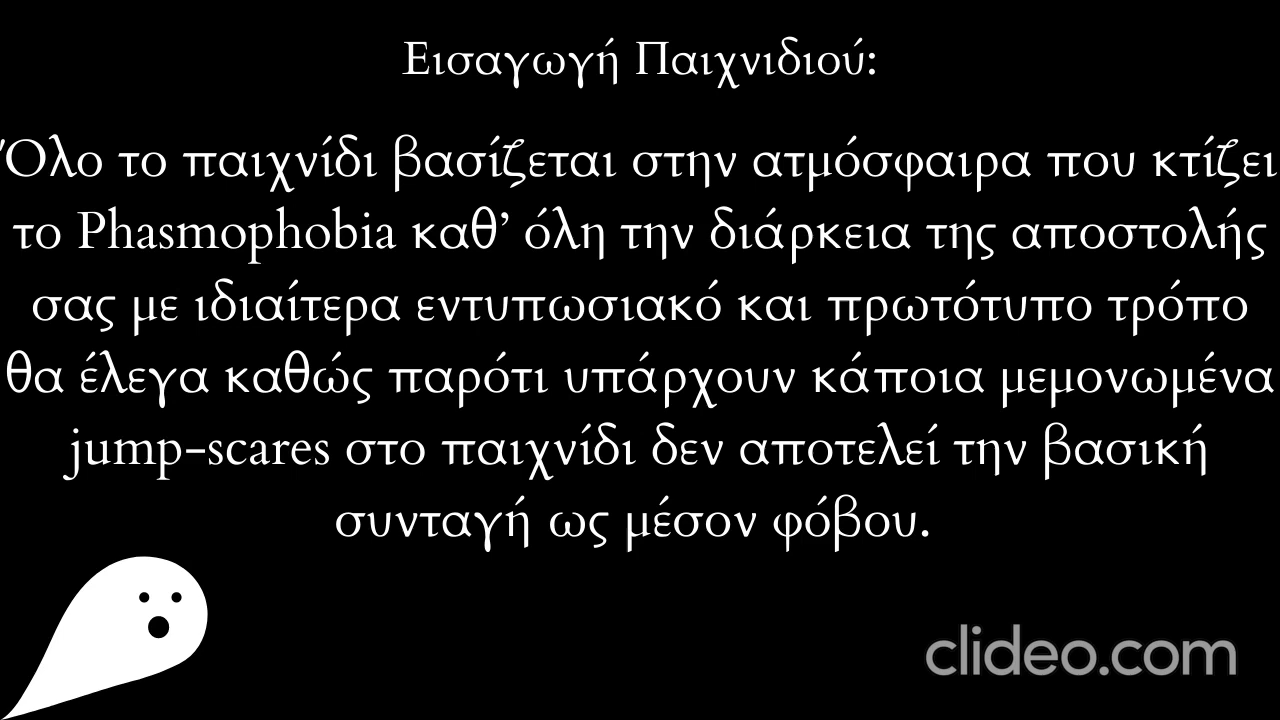 Εισαγωγή Παιχνιδιού:
Όλο το παιχνίδι βασίζεται στην ατμόσφαιρα που κτίζει
το Phasmophobia καθ’ όλη την διάρκεια της αποστολής
σας με ιδιαίτερα εντυπωσιακό και πρωτότυπο τρόπο
θα έλεγα καθώς παρότι υπάρχουν κάποια μεμονωμένα
jump-scares στο παιχνίδι δεν αποτελεί την βασική
συνταγή ως μέσον φόβου.
clideo.com